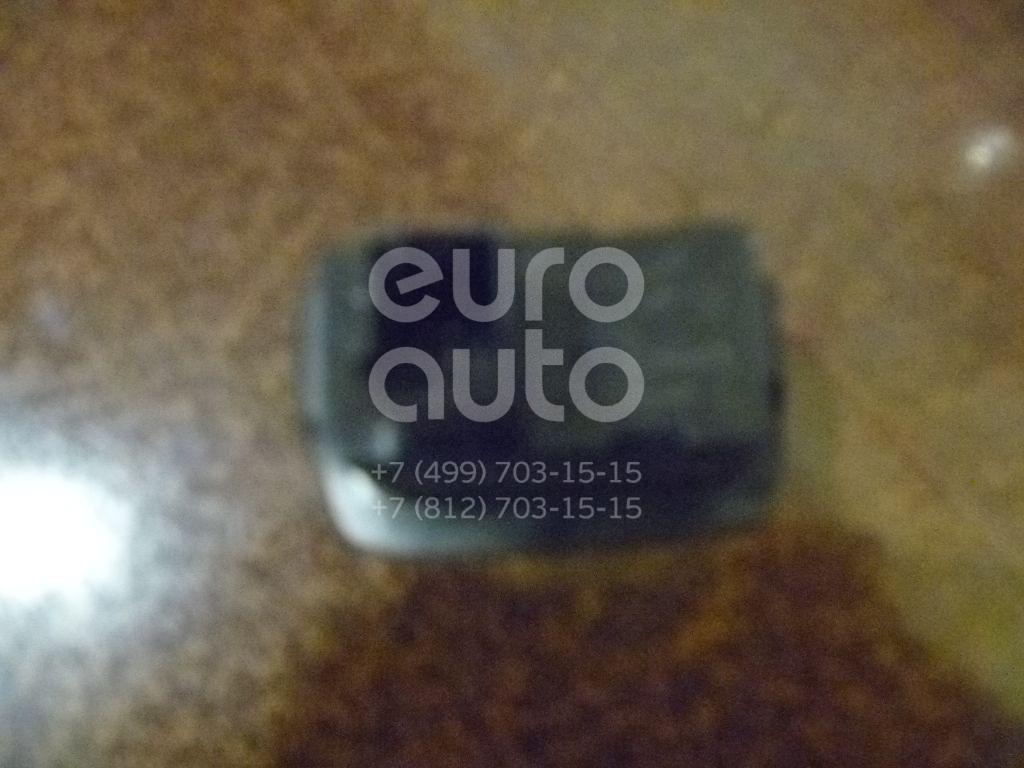 euro
auto
+7 (499) 703-15-15
+7 (812) 703-15-15